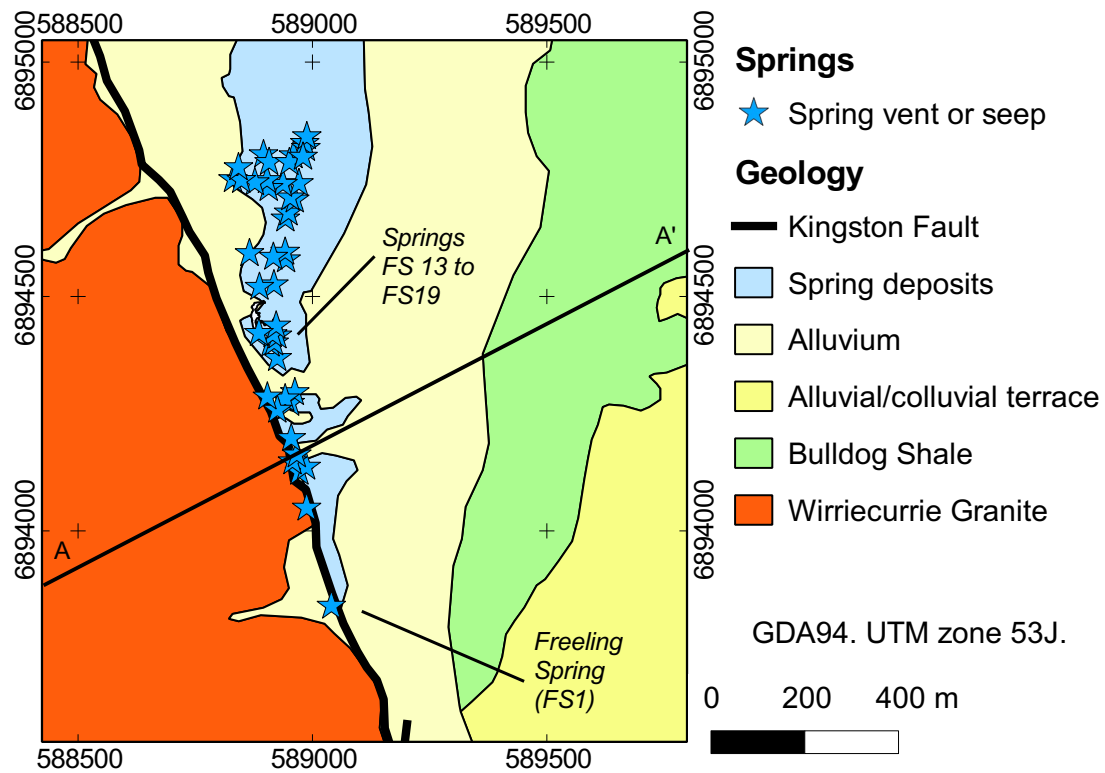 588500 589000 589500
6895000 6895000
6894500 6894500
6894000 6894000
588500 589000 589500
A
A'
Springs
FS 13 to
FS19
Freeling
Spring
(FS1)
Springs
Spring vent or seep
Geology
Kingston Fault
Spring deposits
Alluvium
Alluvial/colluvial terrace
Bulldog Shale
Wirriecurrie Granite
GDA94. UTM zone 53J.
0 200 400 m